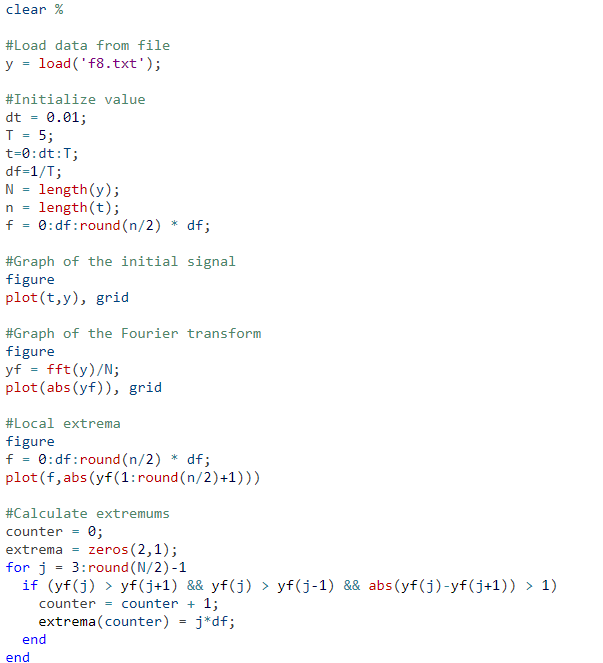 clear %
#Load data from file
y = load('f8.txt');
#Initialize value
dt = 0.01;
T = 5;
t=0:dt:T;
df=1/T;
N = length(y);
n = length(t);
f = 0:df:round(n/2) * df;
#Graph of the initial signal
figure
plot(t,y), grid
#Graph of the Fourier transform
figure
yf = fft(y)/N;
plot(abs(yf)), grid
#Local extrema
figure
f = 0:df:round(n/2) * df;
plot(f,abs(yf(1:round(n/2)+1)))
#Calculate extremums
counter = 0;
extrema = zeros(2,1);
for j = 3:round(N/2)-1
  if (yf(j) > yf(j+1) && yf(j) > yf(j-1) && abs(yf(j)-yf(j+1)) > 1)
    counter = counter + 1;
    extrema(counter) = j*df;
  end
end